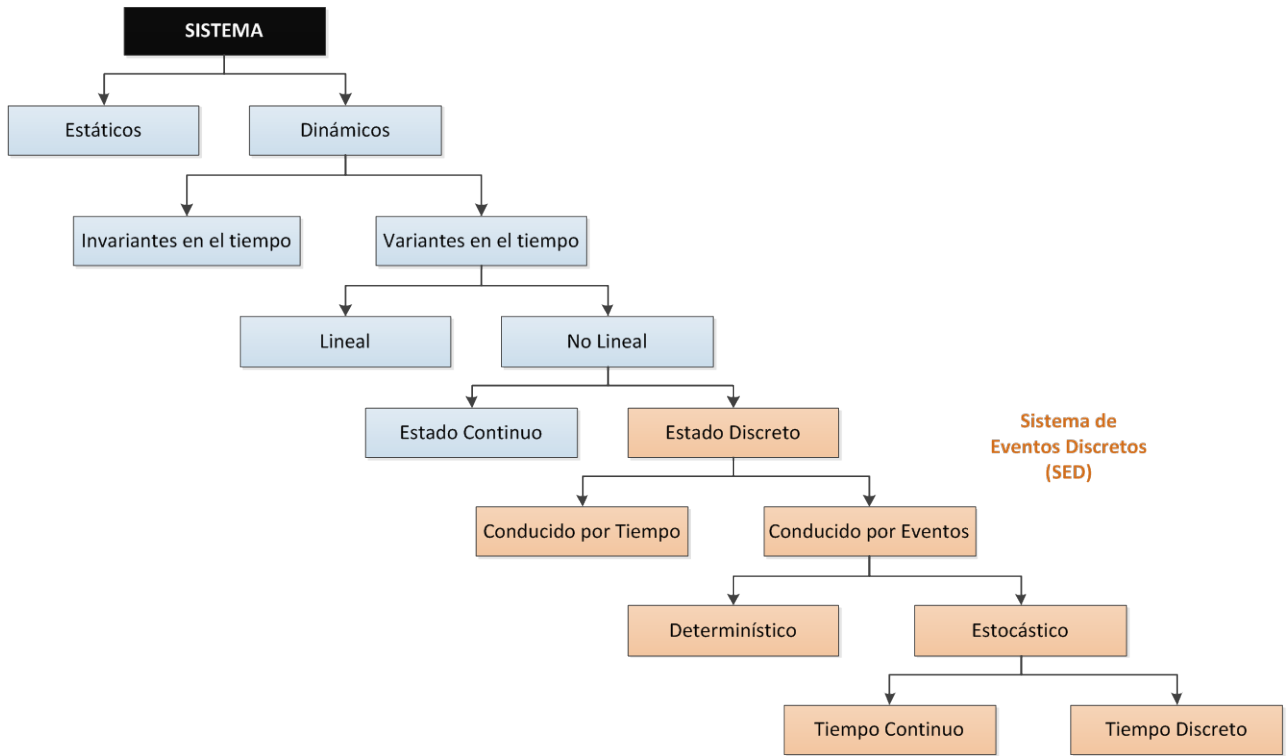 SISTEMA
Estáticos
Dinámicos
Invariantes en el tiempo
Variantes en el tiempo
Lineal
No Lineal
Estado Continuo
Estado Discreto
Sistema de
Eventos Discretos
(SED)
Conducido por Tiempo
Conducido por Eventos
Determinístico
Estocástico
Tiempo Continuo
Tiempo Discreto